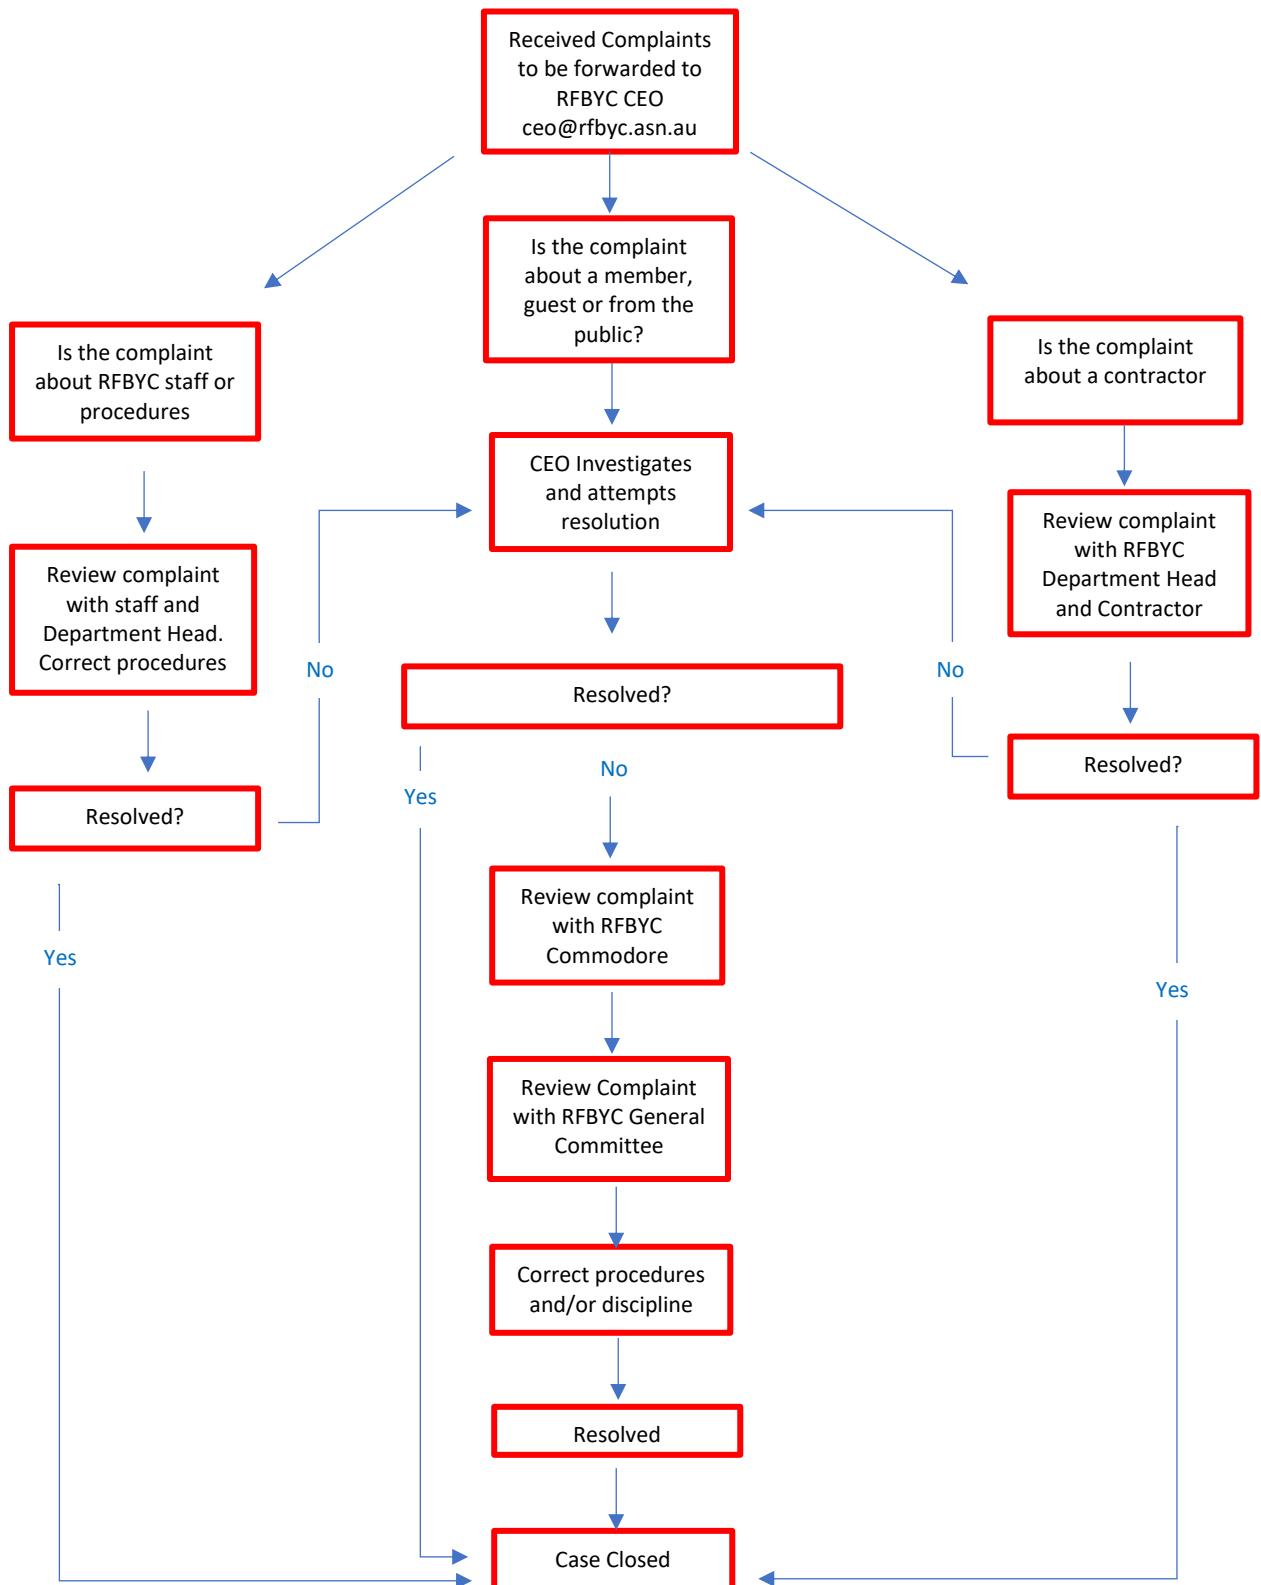 Received Complaints
to be forwarded to
RFBYC CEO
ceo@rfbyc.asn.au
Is the complaint
about a member,
guest or from the
public?
Is the complaint
about RFBYC staff or
procedures
Is the complaint
about a contractor
CEO Investigates
and attempts
resolution
Review complaint
with RFBYC
Department Head
and Contractor
Review complaint
with staff and
Department Head.
Correct procedures
No
No
Resolved?
Resolved?
Resolved?
Yes
No
Review complaint
with RFBYC
Commodore
Yes
Yes
Review Complaint
with RFBYC General
Committee
Correct procedures
and/or discipline
Resolved
Case Closed